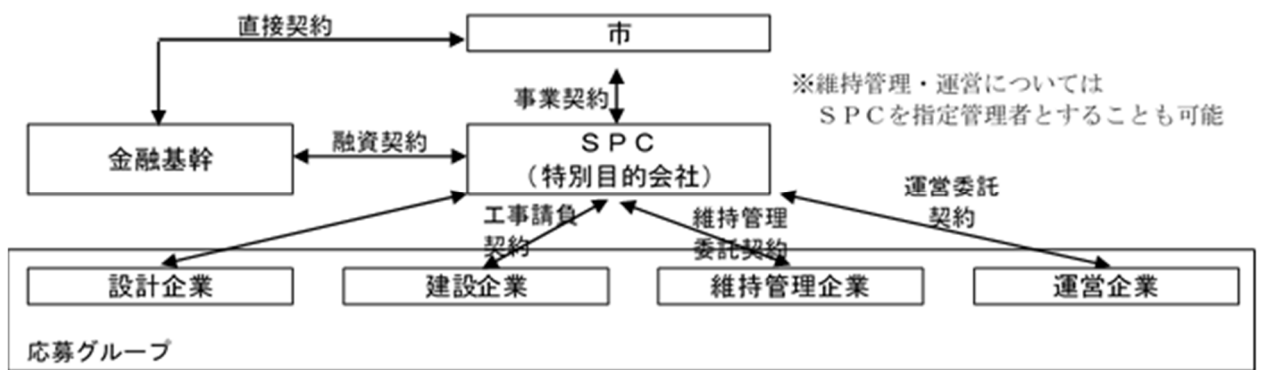 直接契約
市
事業契約
※維持管理・運営については
ＳＰＣを指定管理者とすることも可能
金融基幹
融資契約
ＳＰＣ
（特別目的会社）
工事請負
契約
維持管理
委託契約
運営委託
契約
設計企業
建設企業
維持管理企業
運営企業
応募グループ